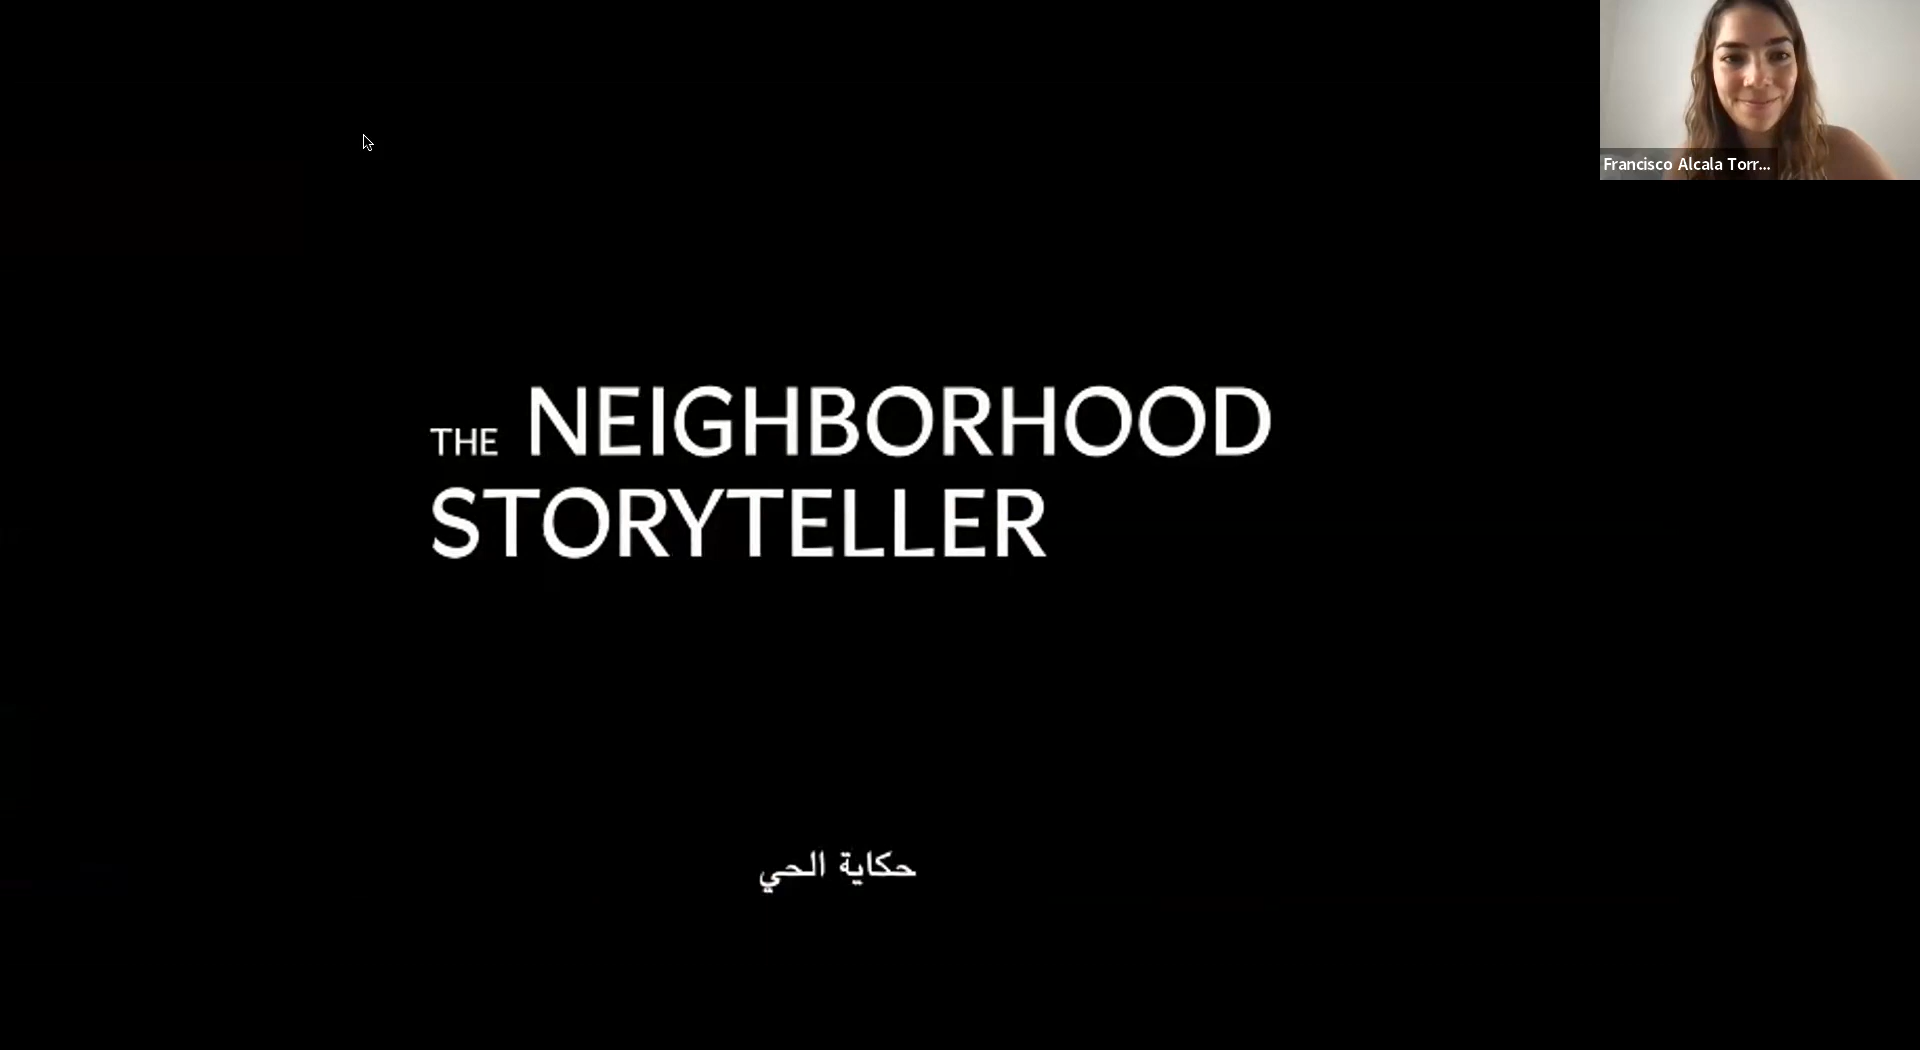 Francisco Alcala Torr...
THE NEIGHBORHOOD
STORYTELLER
حكاية الحي